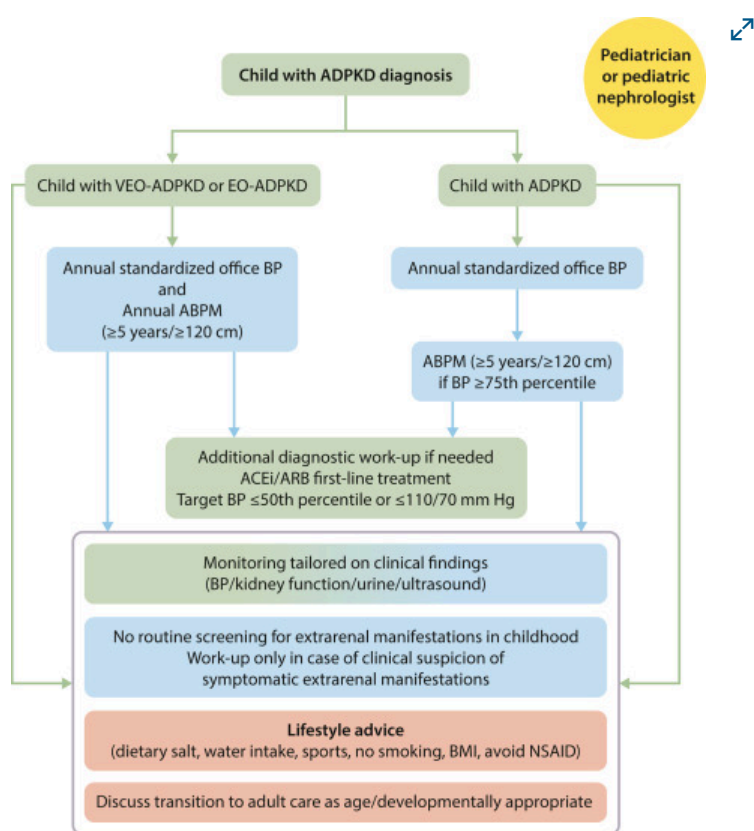 Pediatrician
or pediatric
nephrologist
Child with ADPKD diagnosis
Child with VEO-ADPKD or EO-ADPKD
Child with ADPKD
Annual standardized office BP
and
Annual ABPM
(≥5 years/≥120 cm)
Annual standardized office BP
ABPM (≥5 years/≥120 cm)
if BP ≥75th percentile
Additional diagnostic work-up if needed
ACEi/ARB first-line treatment
Target BP ≤50th percentile or ≤110/70 mm Hg
Monitoring tailored on clinical findings
(BP/kidney function/urine/ultrasound)
No routine screening for extrarenal manifestations in childhood
Work-up only in case of clinical suspicion of
symptomatic extrarenal manifestations
Lifestyle advice
(dietary salt, water intake, sports, no smoking, BMI, avoid NSAID)
Discuss transition to adult care as age/developmentally appropriate